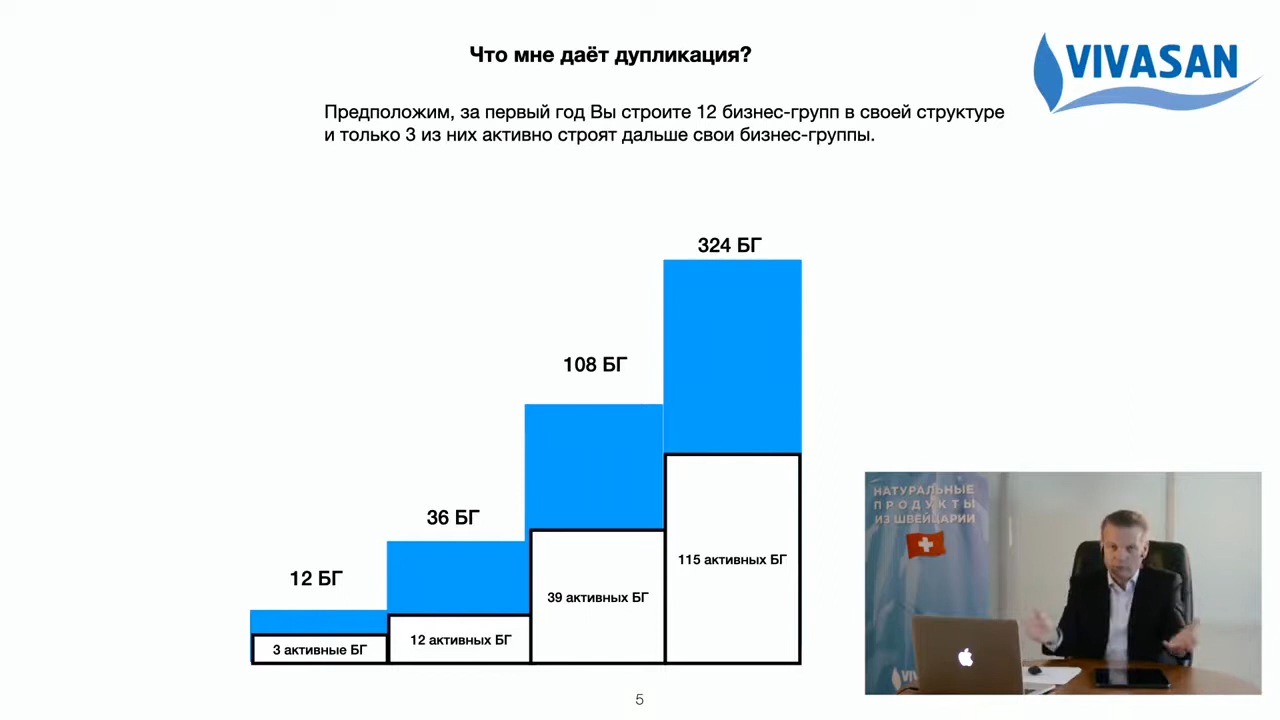 Что мне даёт дупликация?
VIVASAN
Предположим, за первый год Вы строите 12 бизнес-групп в своей структуре
и только 3 из них активно строят дальше свои бизнес-группы.
324 БГ
108 БГ
36 БГ
12 БГ
115 активных БГ
39 активных БГ
12 активных БГ
3 активные БГ
НАТУРАЛЬНЫЕ
ПРОДУКТЫ
ИЗ ШВЕЙЦАРИИ
5